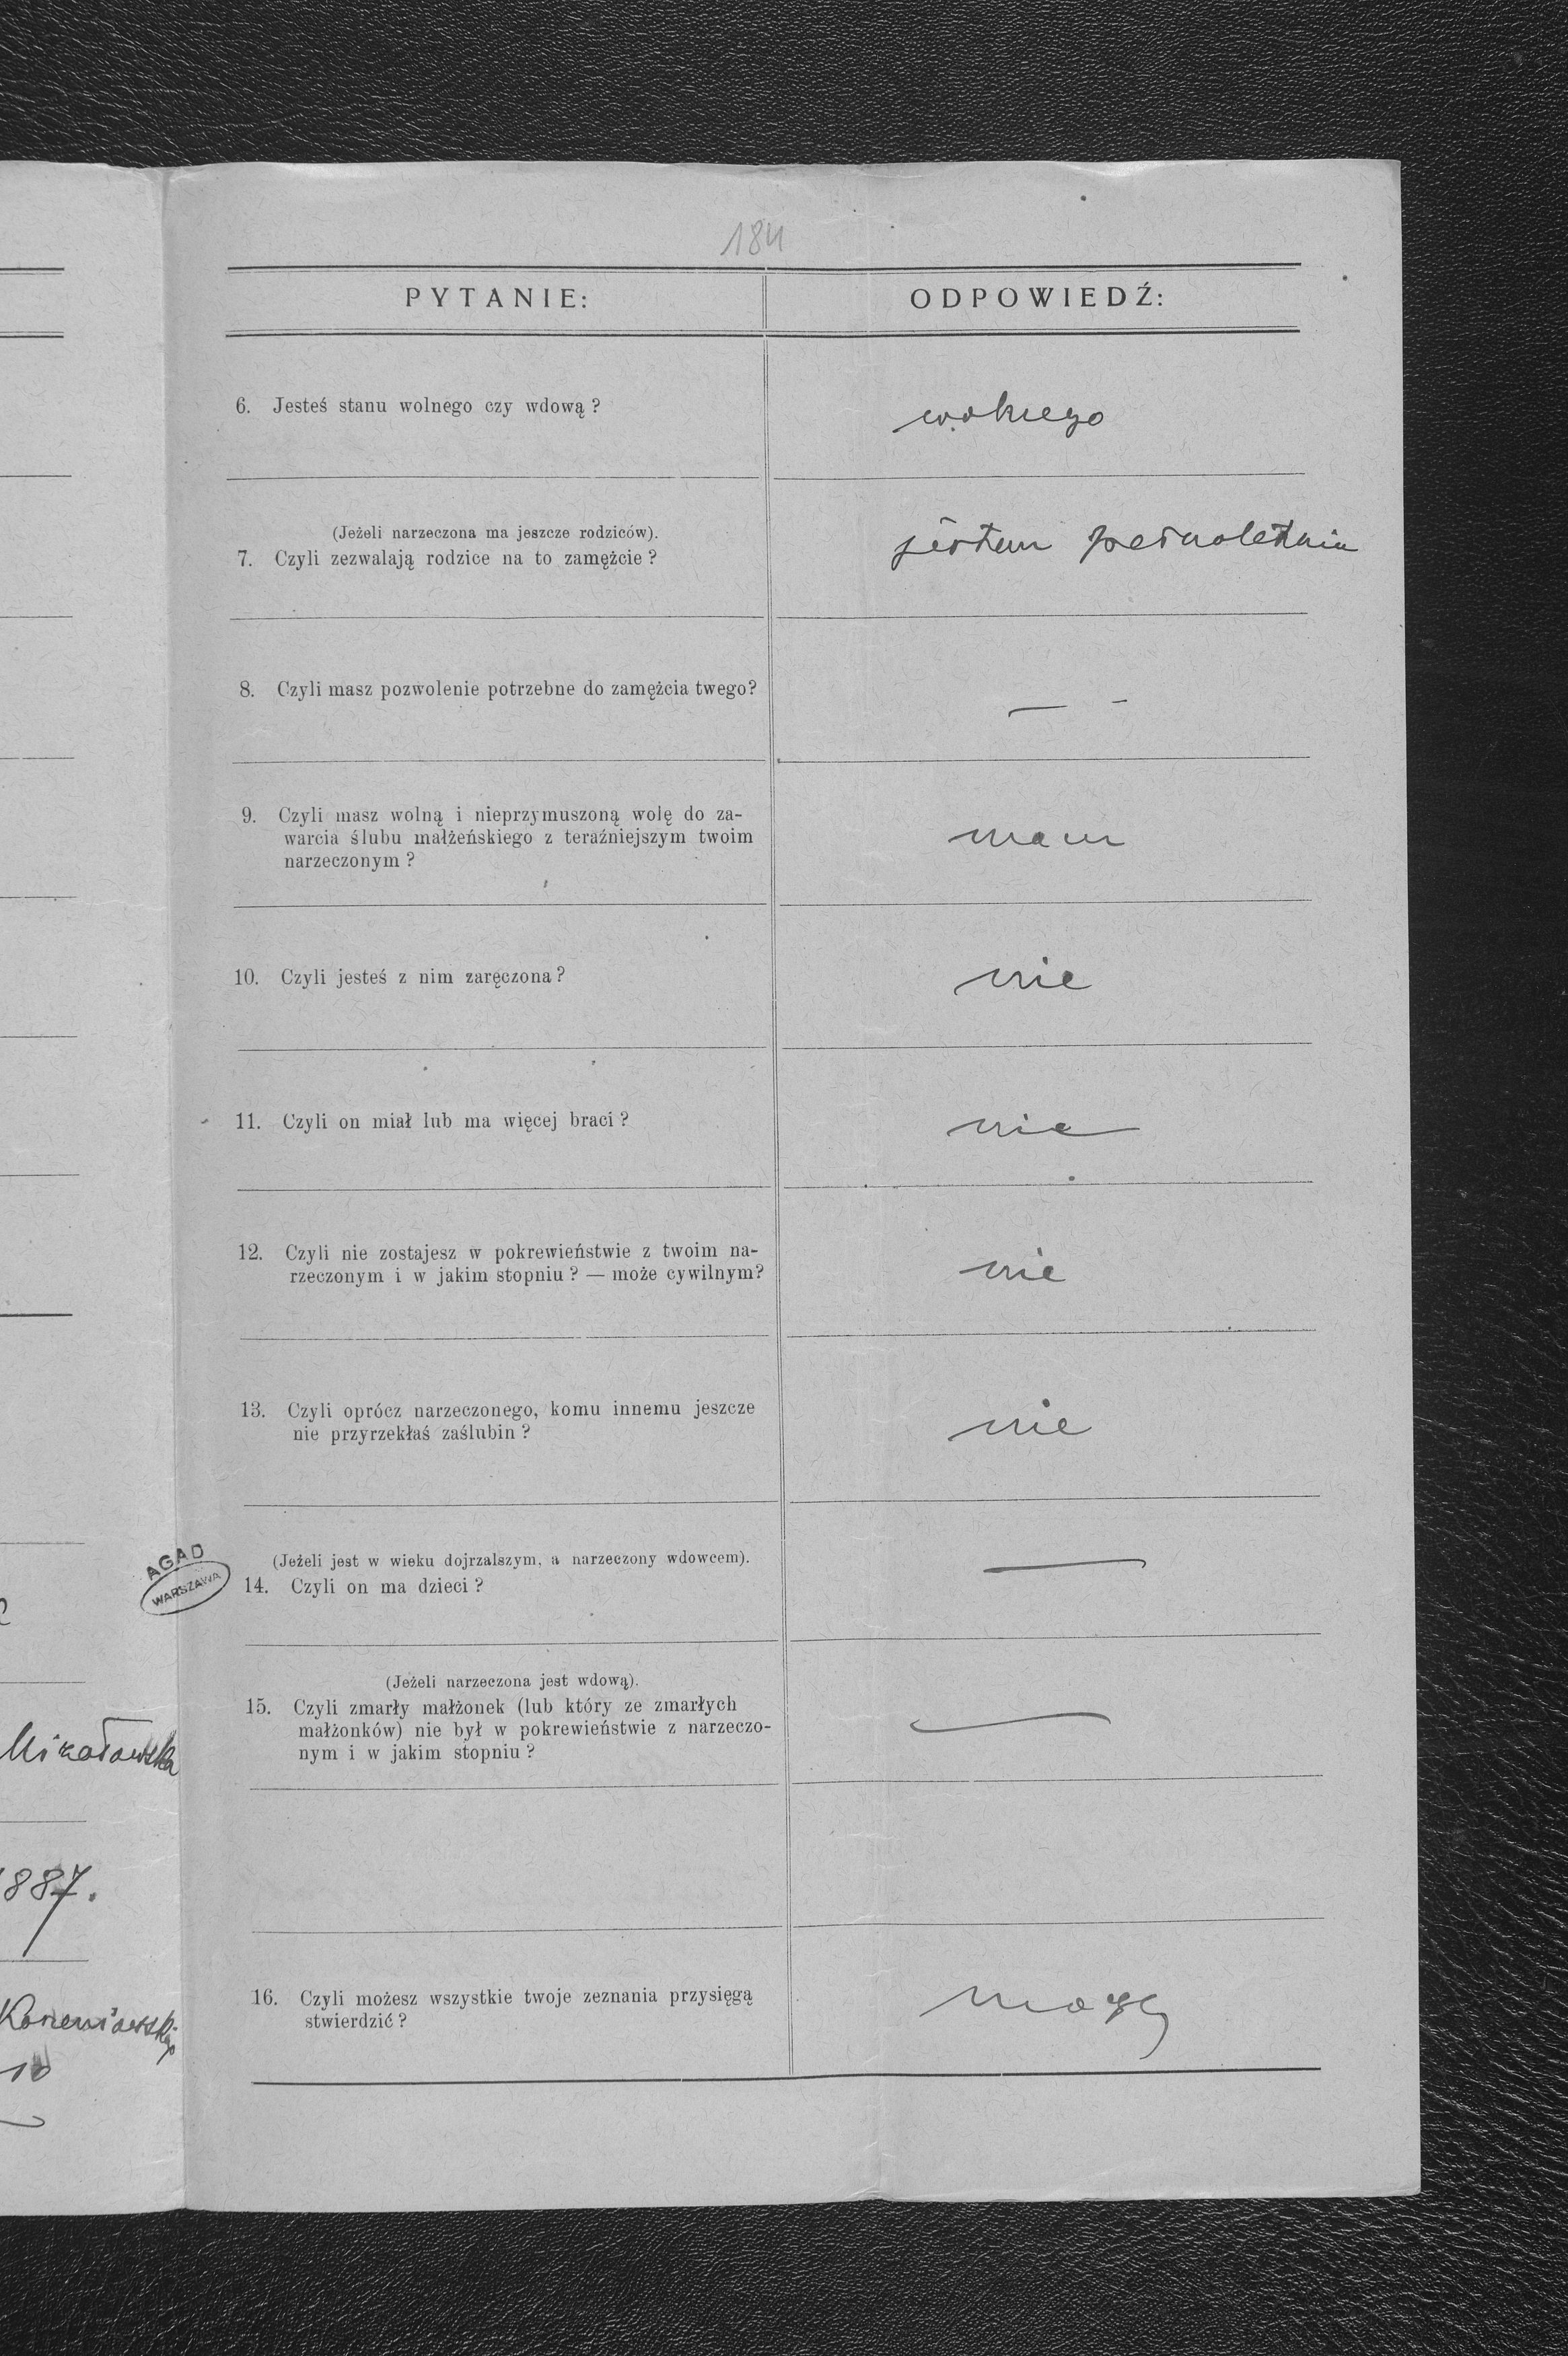 184
PYTANIE:
ODPOWIEDŹ:
6. Jesteś stanu wolnego czy wdową ?
wolnego
(Jeżeli narzeczona ma jeszcze rodziców).
7. Czyli zezwalają rodzice na to zamężcie ?
jestem pełnoletnia
8. Czyli masz pozwolenie potrzebne do zamężcia twego?
— -
9. Czyli masz wolną i nieprzymuszoną wolę do za-
warcia ślubu małżeńskiego z teraźniejszym twoim
narzeczonym ?
mam
10. Czyli jesteś z nim zaręczona ?
nie
11. Czyli on miał lub ma więcej braci ?
nie
12. Czyli nie zostajesz w pokrewieństwie z twoim na-
rzeczonym i w jakim stopniu ? — może cywilnym?
nie
13. Czyli oprócz narzeczonego, komu innemu jeszcze
nie przyrzekłaś zaślubin ?
nie
(Jeżeli jest w wieku dojrzalszym, a narzeczony wdowcem).
14. Czyli on ma dzieci ?
—
(Jeżeli narzeczona jest wdową).
15. Czyli zmarły małżonek (lub który ze zmarłych
małżonków) nie był w pokrewieństwie z narzeczo-
nym i w jakim stopniu ?
—
16. Czyli możesz wszystkie twoje zeznania przysięgą
stwierdzić ?
mogę
AGAD
WARSZAWA
887.
10